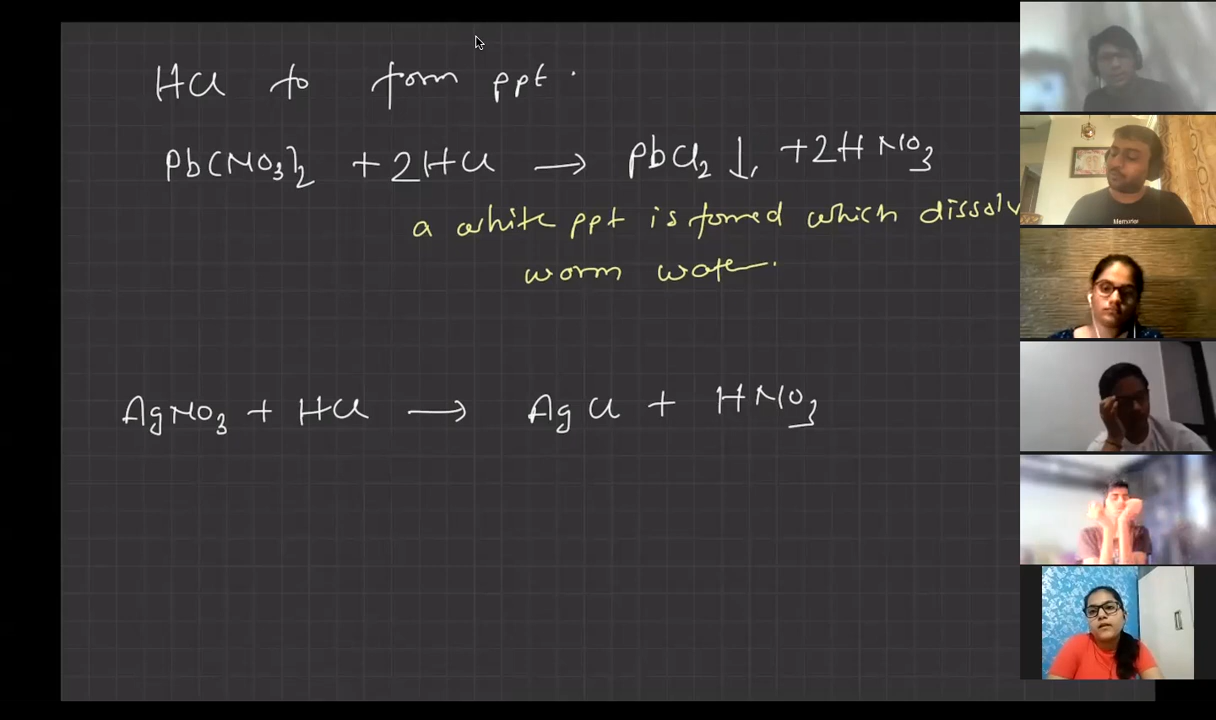 HCl to form ppt.
Pb(NO3)2 + 2HCl → PbCl2 ↓, + 2HNO3
a white ppt is formed which dissolv
worm water.
AgNO3 + HCl → AgCl + HNO3